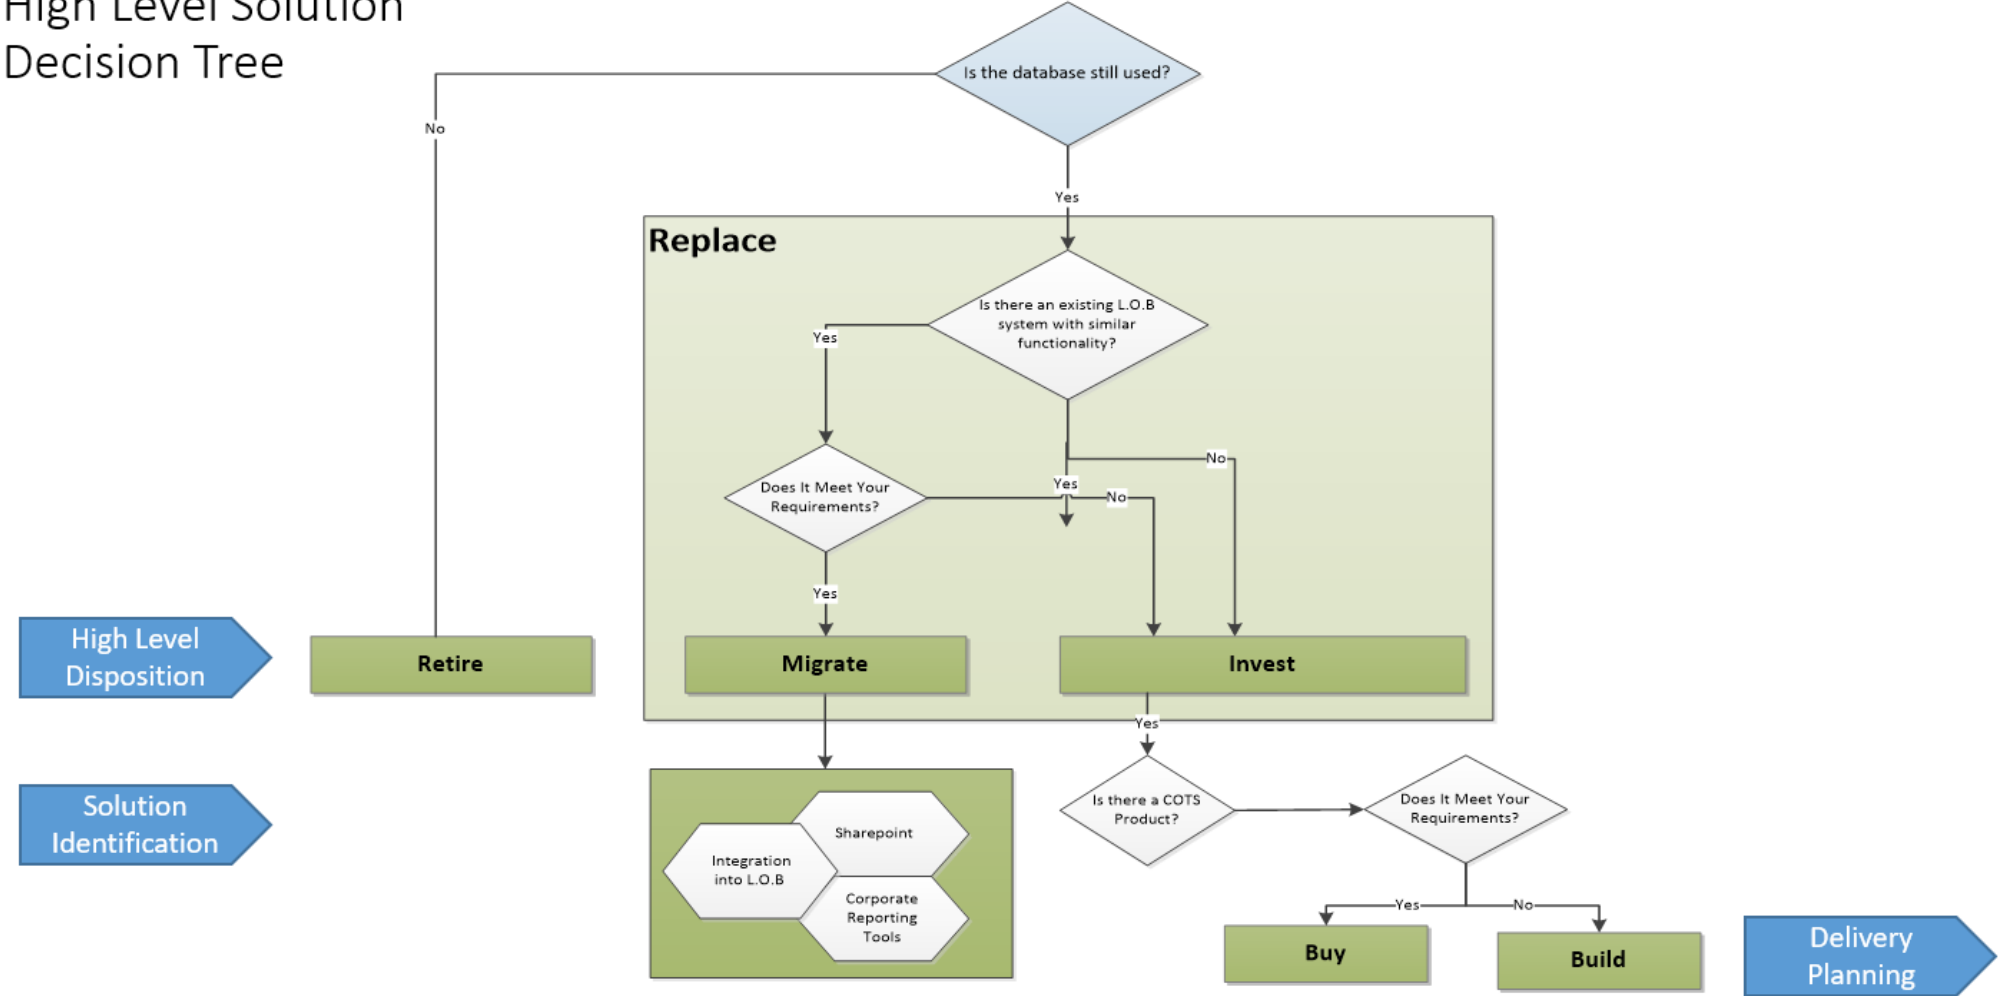 High Level Solution
Decision Tree
Is the database still used?
No
Yes
Replace
Is there an existing L.O.B
system with similar
functionality?
Yes
No
Does It Meet Your
Requirements?
Yes
No
Yes
High Level
Disposition
Retire
Migrate
Invest
Yes
Solution
Identification
Sharepoint
Integration
into L.O.B
Corporate
Reporting
Tools
Is there a COTS
Product?
Does It Meet Your
Requirements?
Yes
No
Buy
Build
Delivery
Planning